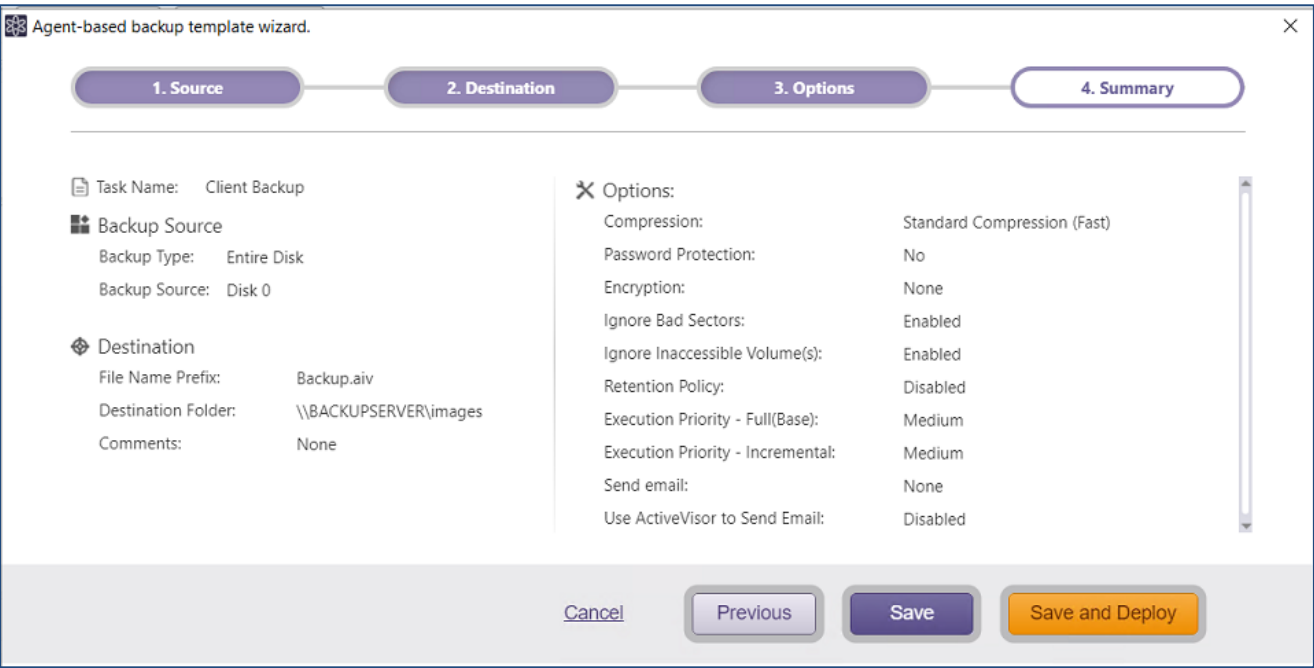 Agent-based backup template wizard.
1. Source
2. Destination
3. Options
4. Summary
Task Name: Client Backup
Backup Source
Backup Type: Entire Disk
Backup Source: Disk 0
Destination
File Name Prefix: Backup.aiv
Destination Folder: \\BACKUPSERVER\images
Comments: None
Options:
Compression: Standard Compression (Fast)
Password Protection: No
Encryption: None
Ignore Bad Sectors: Enabled
Ignore Inaccessible Volume(s): Enabled
Retention Policy: Disabled
Execution Priority - Full(Base): Medium
Execution Priority - Incremental: Medium
Send email: None
Use ActiveVisor to Send Email: Disabled
Cancel
Previous
Save
Save and Deploy